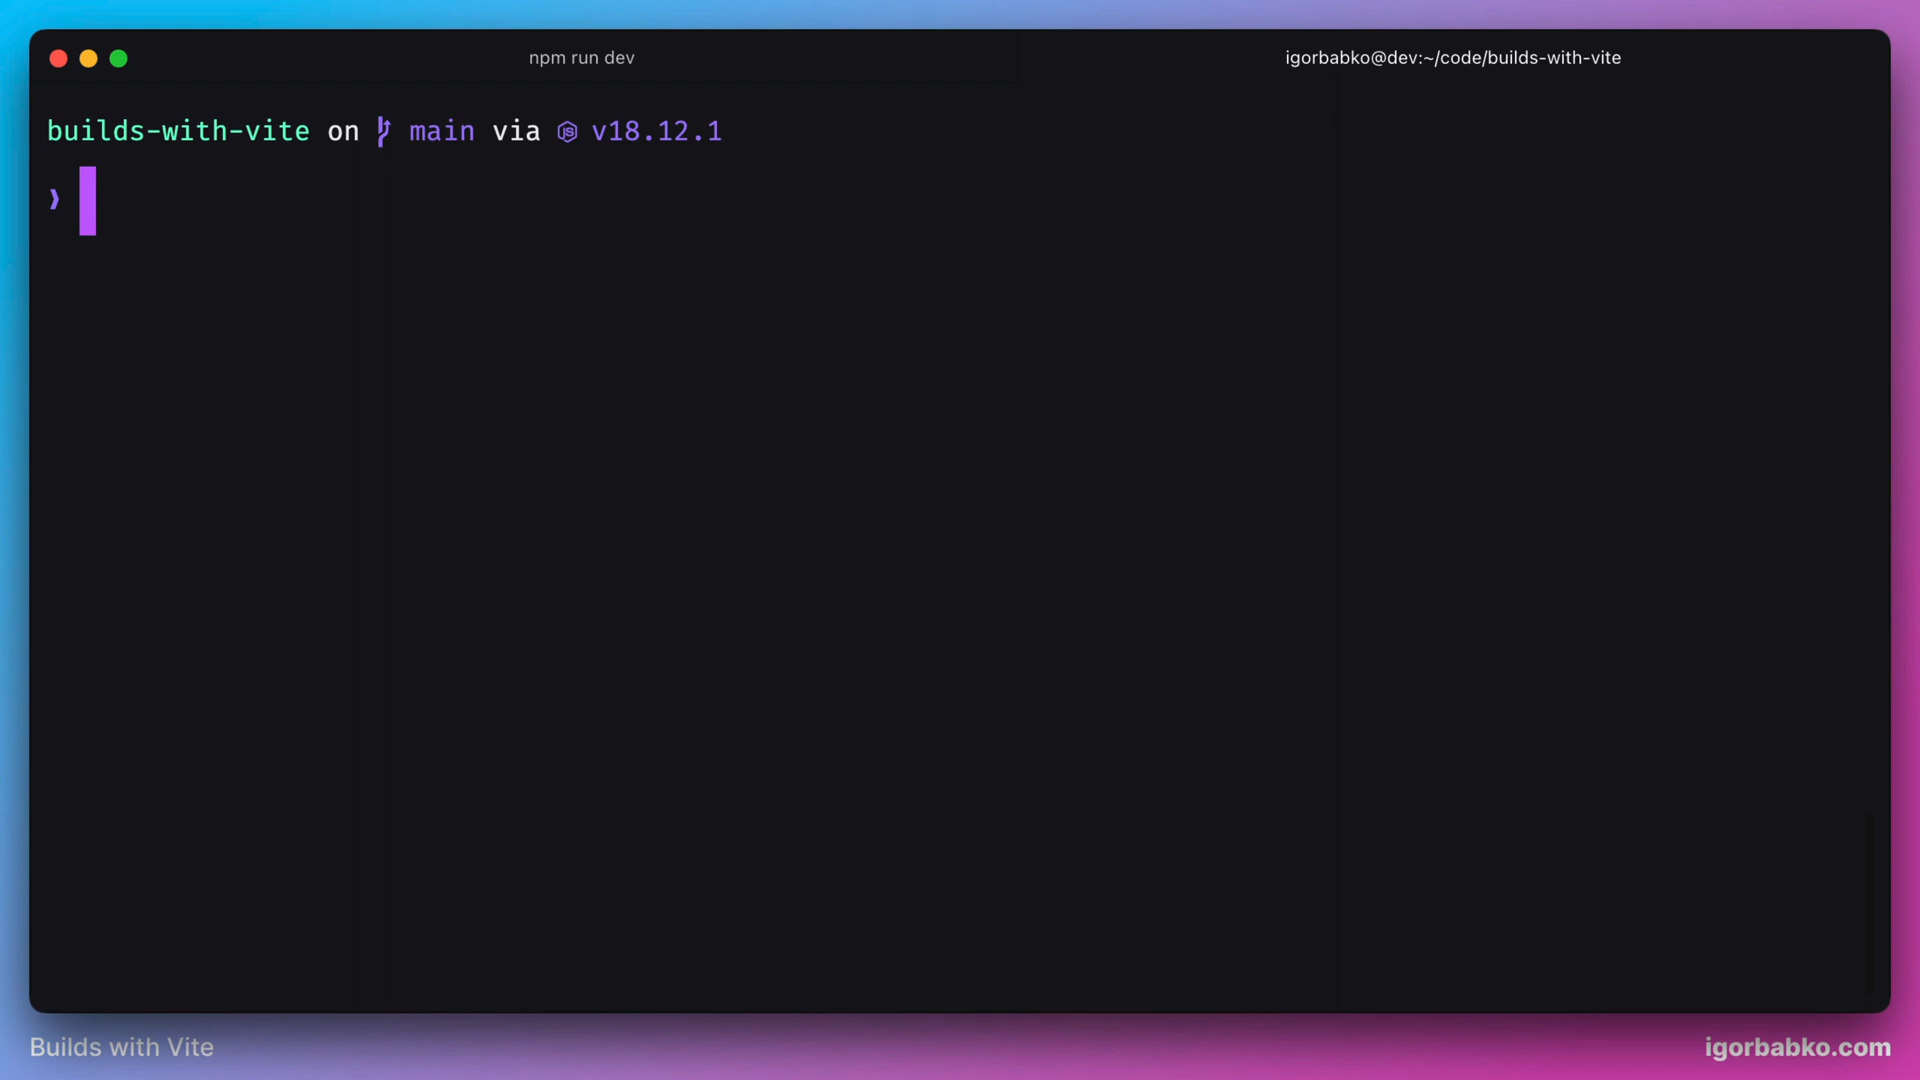 npm run dev
igorbabko@dev:~/code/builds-with-vite
builds-with-vite on main via v18.12.1
❯
Builds with Vite
igorbabko.com